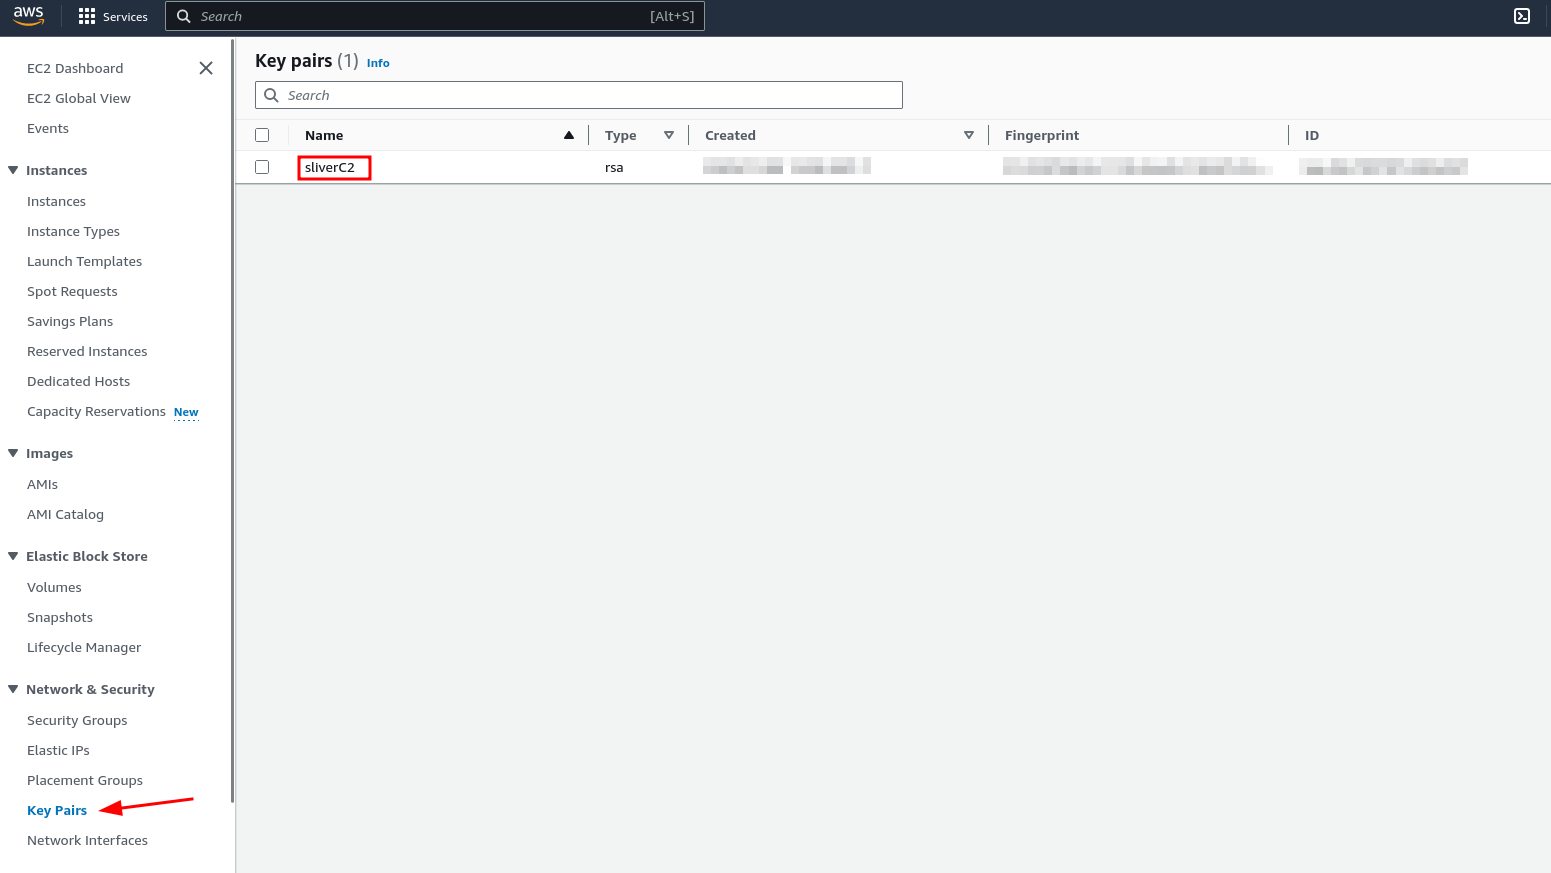 aws
Services
Search [Alt+S]
EC2 Dashboard
EC2 Global View
Events
Instances
Instances
Instance Types
Launch Templates
Spot Requests
Savings Plans
Reserved Instances
Dedicated Hosts
Capacity Reservations New
Images
AMIs
AMI Catalog
Elastic Block Store
Volumes
Snapshots
Lifecycle Manager
Network & Security
Security Groups
Elastic IPs
Placement Groups
Key Pairs
Network Interfaces
Key pairs (1) Info
Search
Name Type Created Fingerprint ID
sliverC2 rsa